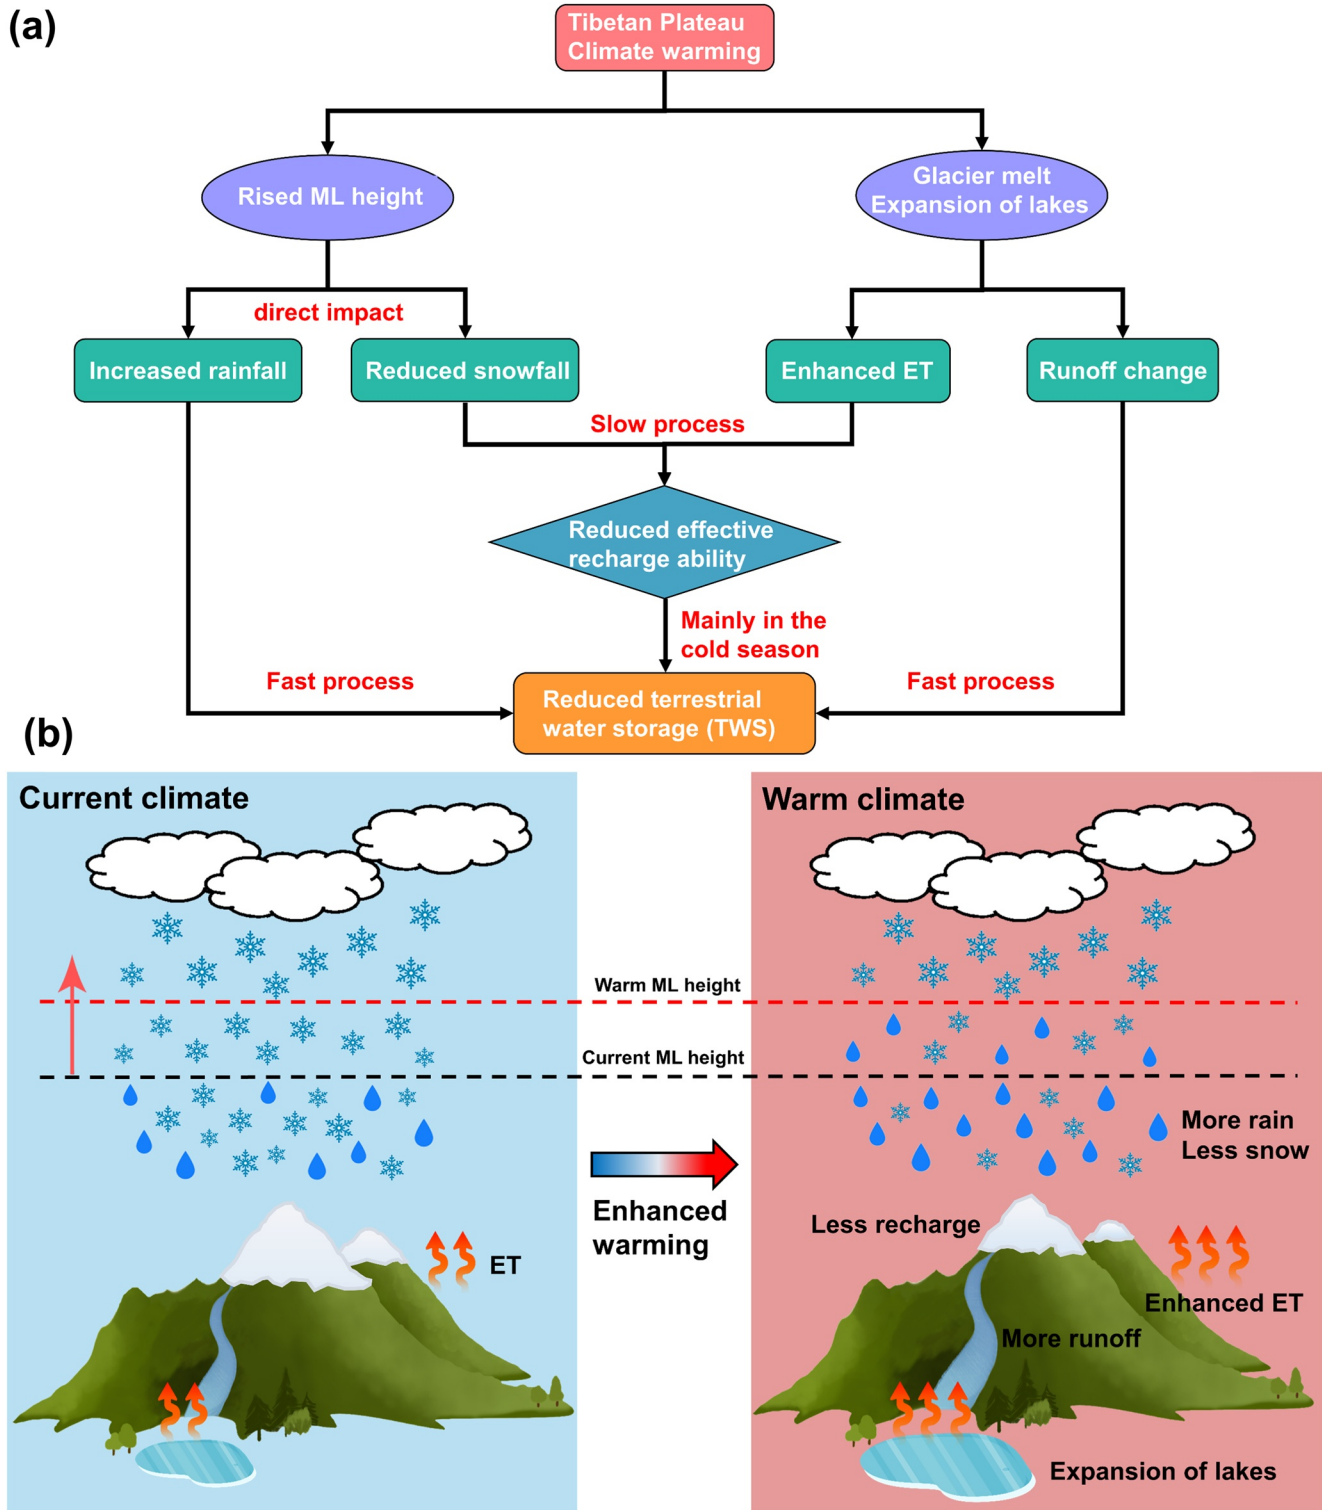 (a)
Tibetan Plateau
Climate warming
Rised ML height
Glacier melt
Expansion of lakes
direct impact
Increased rainfall
Reduced snowfall
Enhanced ET
Runoff change
Slow process
Reduced effective
recharge ability
Mainly in the
cold season
Fast process
Fast process
Reduced terrestrial
water storage (TWS)
(b)
Current climate
Warm climate
Warm ML height
Current ML height
More rain
Less snow
Enhanced
warming
ET
Less recharge
Enhanced ET
More runoff
Expansion of lakes